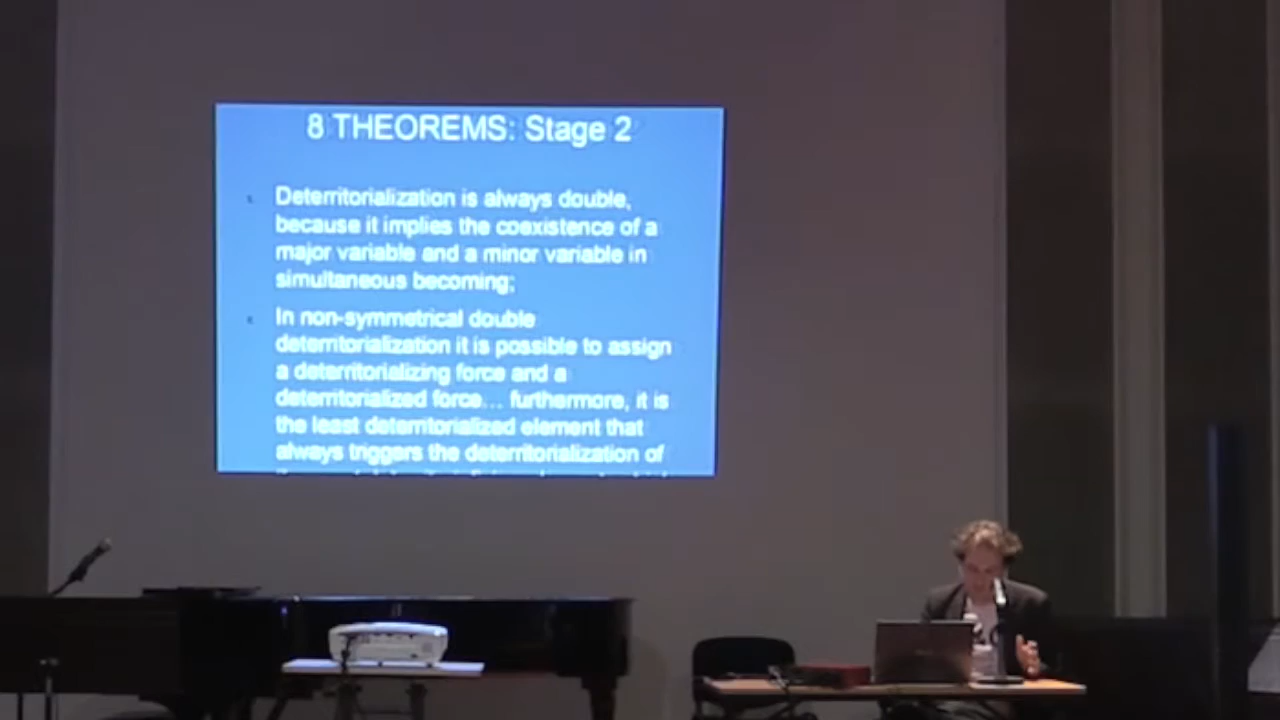 8 THEOREMS: Stage 2
Deterritorialization is always double,
because it implies the coexistence of a
major variable and a minor variable in
simultaneous becoming;
In non-symmetrical double
deterritorialization it is possible to assign
a deterritorializing force and a
deterritorialized force... furthermore, it is
the least deterritorialized element that
always triggers the deterritorialization of